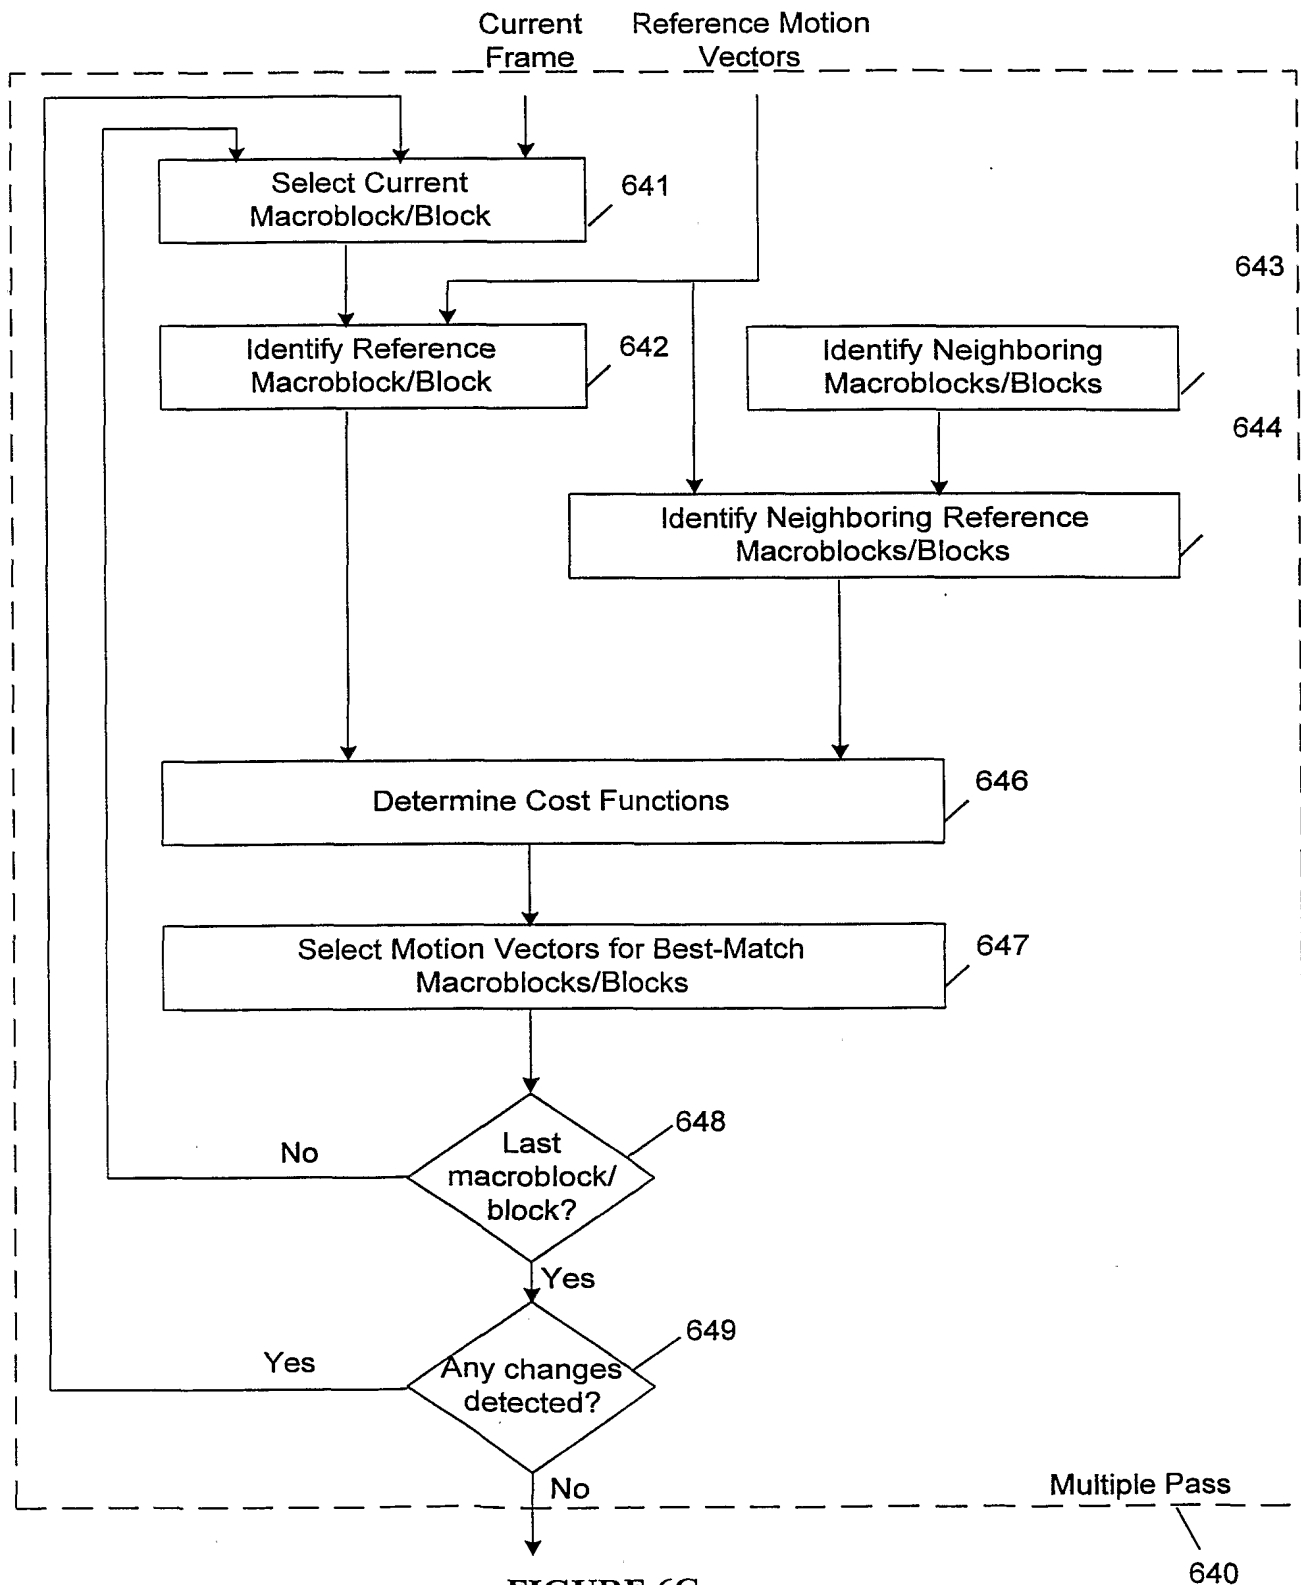 Current
Frame
Reference Motion
Vectors
Select Current
Macroblock/Block
641
643
Identify Reference
Macroblock/Block
642
Identify Neighboring
Macroblocks/Blocks
644
Identify Neighboring Reference
Macroblocks/Blocks
Determine Cost Functions
646
Select Motion Vectors for Best-Match
Macroblocks/Blocks
647
Last
macroblock/
block?
648
No
Yes
Any changes
detected?
649
Yes
No
Multiple Pass
640
FIGURE 6C